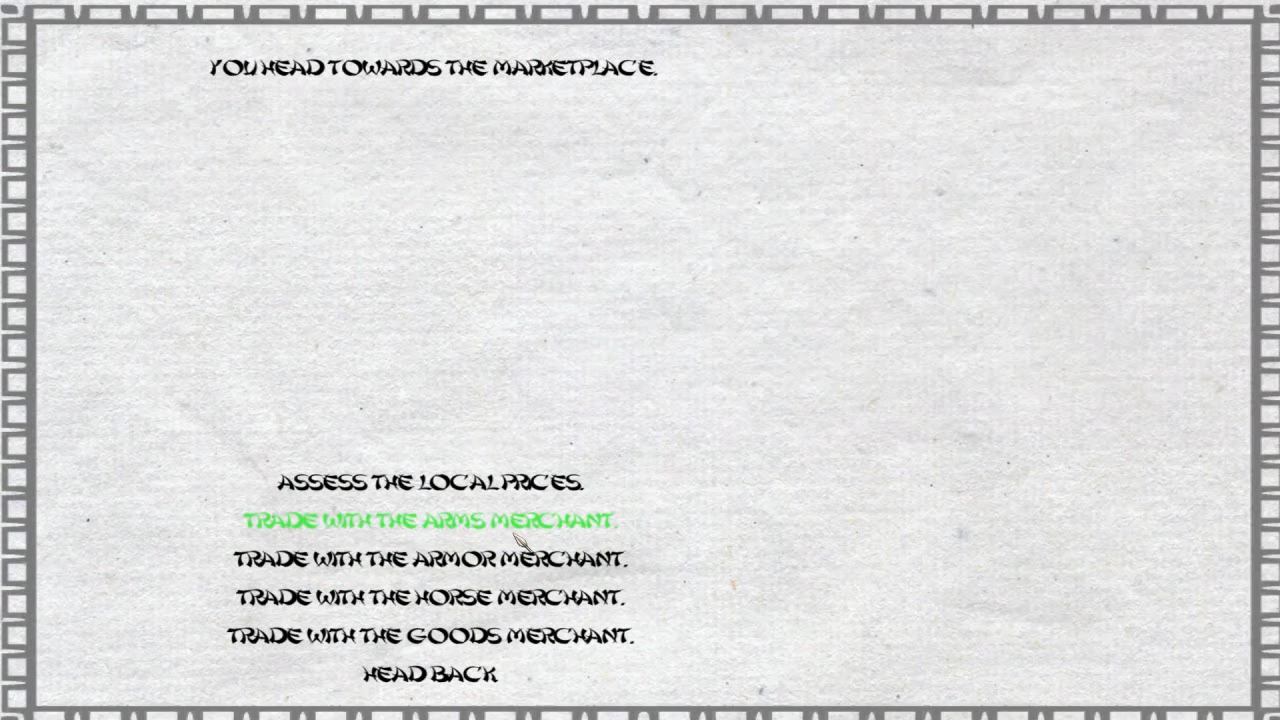 YOU HEAD TOWARDS THE MARKETPLACE.
ASSESS THE LOCAL PRICES.
TRADE WITH THE ARMS MERCHANT.
TRADE WITH THE ARMOR MERCHANT.
TRADE WITH THE HORSE MERCHANT.
TRADE WITH THE GOODS MERCHANT.
HEAD BACK